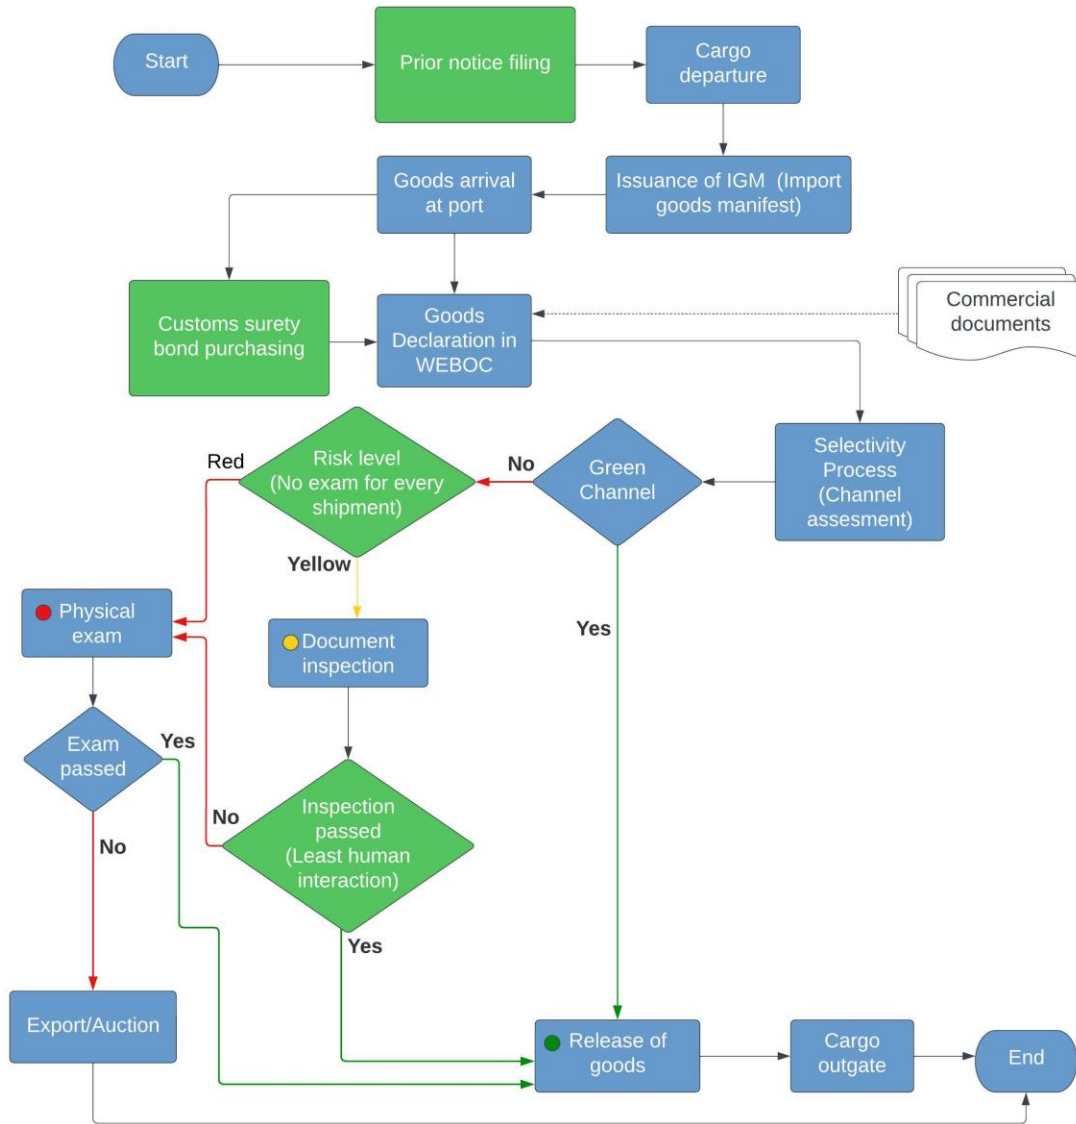 Start
Prior notice filing
Cargo
departure
Goods arrival
at port
Issuance of IGM (Import
goods manifest)
Customs surety
bond purchasing
Goods
Declaration in
WEBOC
Commercial
documents
Red
Risk level
(No exam for every
shipment)
No
Green
Channel
Selectivity
Process
(Channel
assesment)
Yellow
Physical
exam
Document
inspection
Yes
Exam
passed
Yes
No
No
Inspection
passed
(Least human
interaction)
Yes
Export/Auction
Release of
goods
Cargo
outgate
End